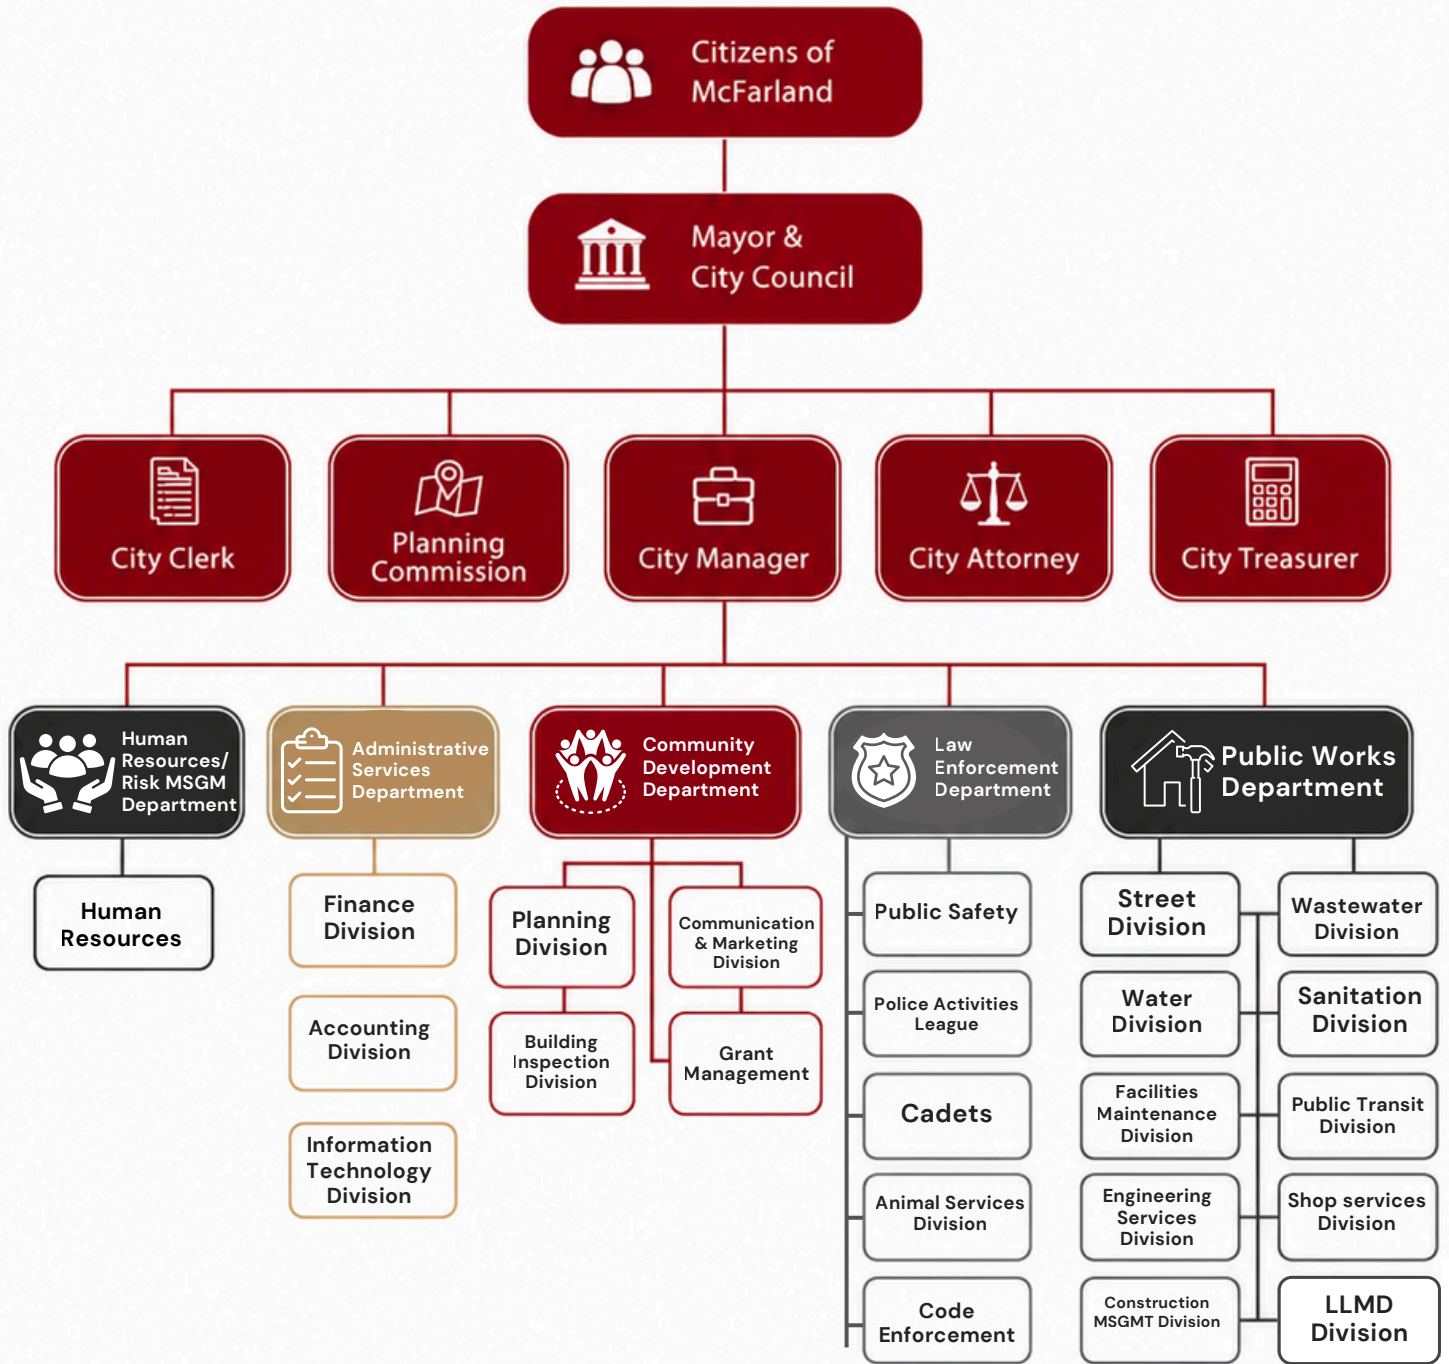 Citizens of
McFarland
Mayor &
City Council
City Clerk
Planning
Commission
City Manager
City Attorney
City Treasurer
Human
Resources/
Risk MSGM
Department
Administrative
Services
Department
Community
Development
Department
Law
Enforcement
Department
Public Works
Department
Human
Resources
Finance
Division
Accounting
Division
Information
Technology
Division
Planning
Division
Building
Inspection
Division
Communication
& Marketing
Division
Grant
Management
Public Safety
Police Activities
League
Cadets
Animal Services
Division
Code
Enforcement
Street
Division
Water
Division
Facilities
Maintenance
Division
Engineering
Services
Division
Construction
MSGMT Division
Wastewater
Division
Sanitation
Division
Public Transit
Division
Shop services
Division
LLMD
Division